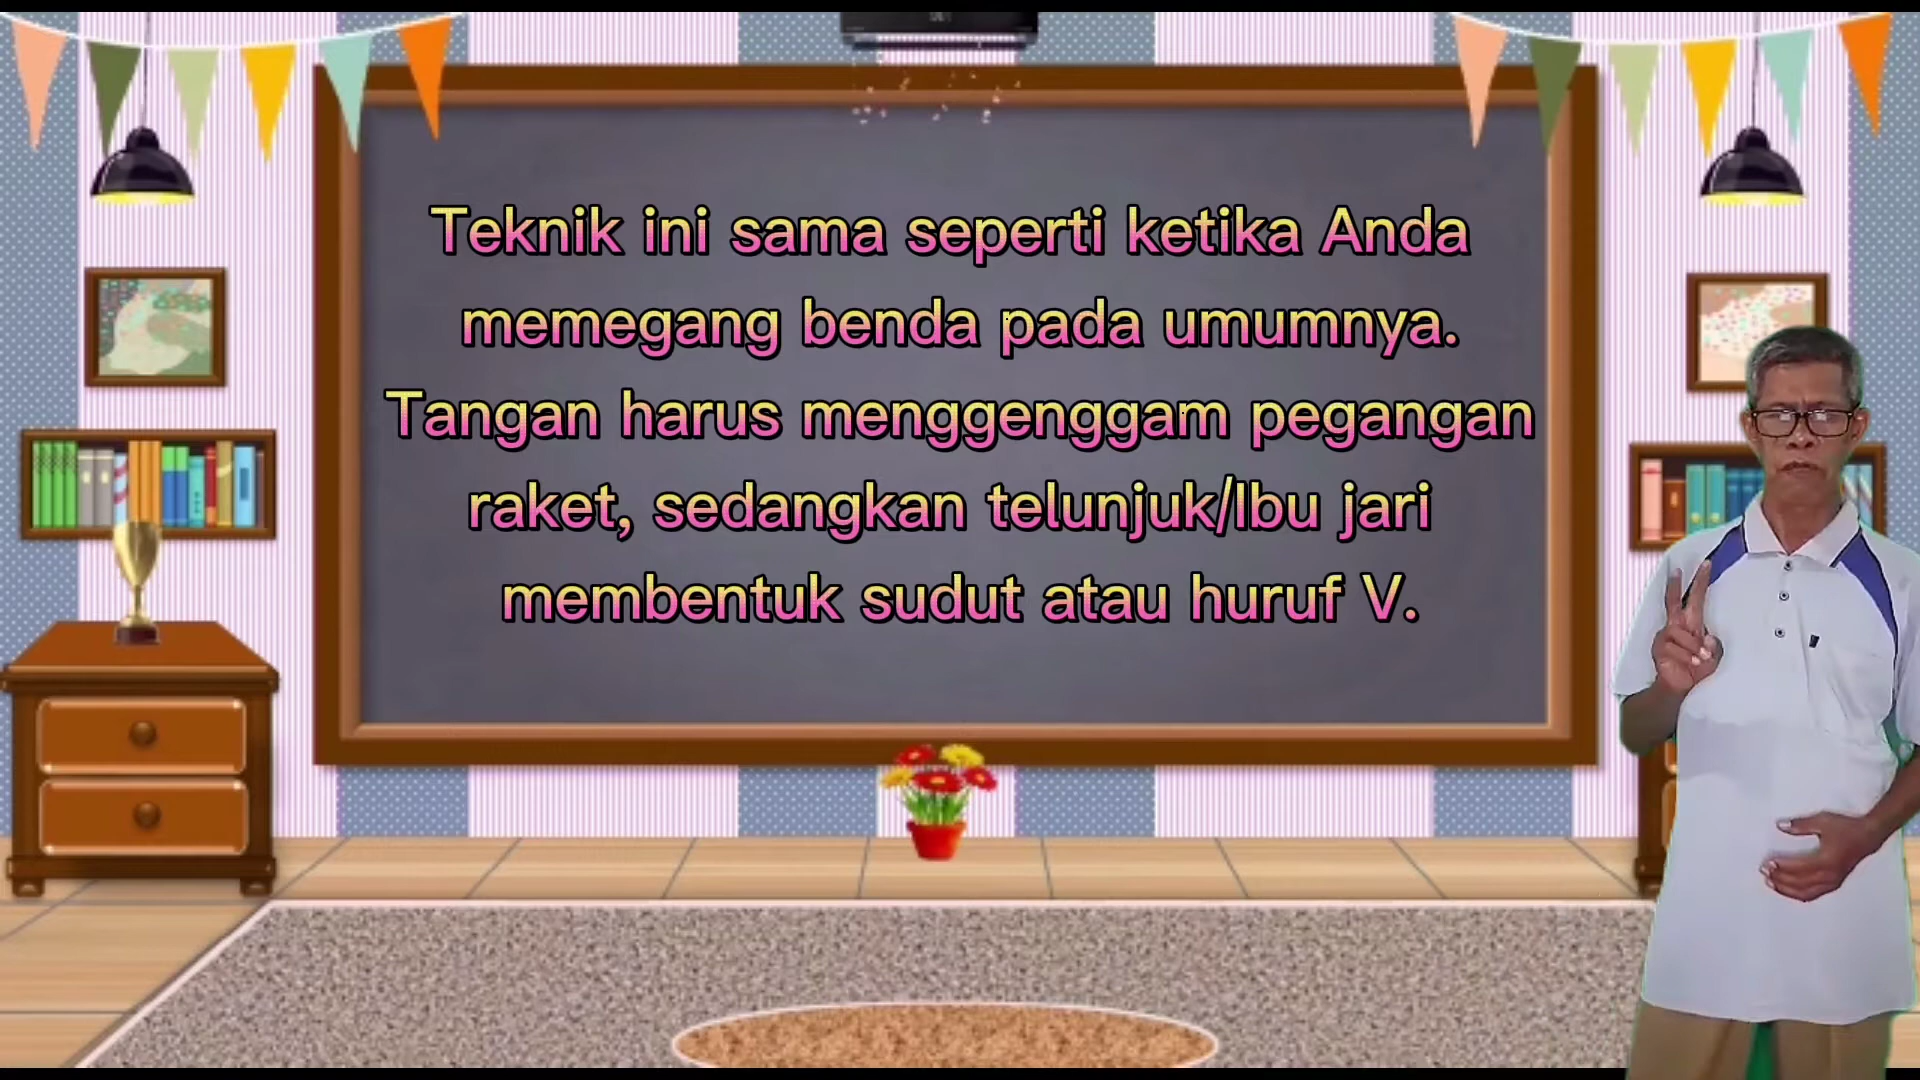 Teknik ini sama seperti ketika Anda
memegang benda pada umumnya.
Tangan harus menggenggam pegangan
raket, sedangkan telunjuk/Ibu jari
membentuk sudut atau huruf V.